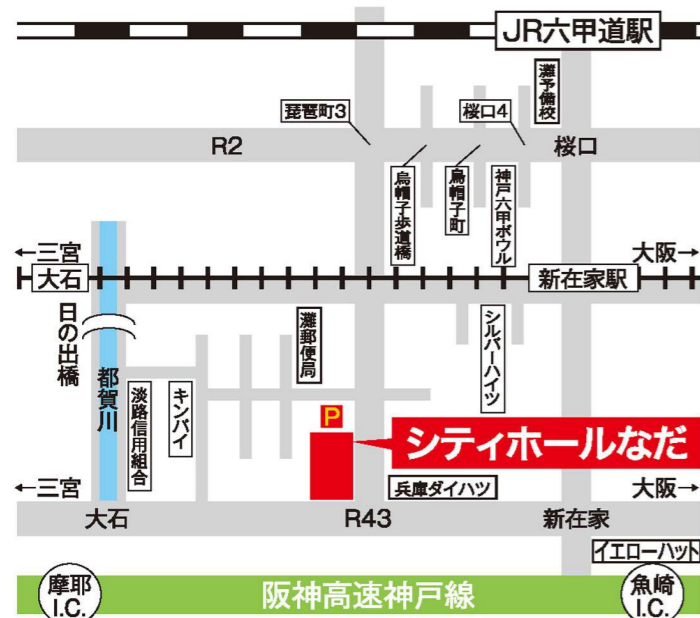 JR六甲道駅
灘予備校
琵琶町3
桜口4
R2
桜口
烏帽子歩道橋
烏帽子町
神戸六甲ボウル
←三宮
大阪→
大石
新在家駅
日の出橋
都賀川
灘郵便局
シルバーハイツ
淡路信用組合
キンパイ
P
シティホールなだ
兵庫ダイハツ
←三宮
大阪→
大石
R43
新在家
イエローハット
摩耶
I.C.
阪神高速神戸線
魚崎
I.C.